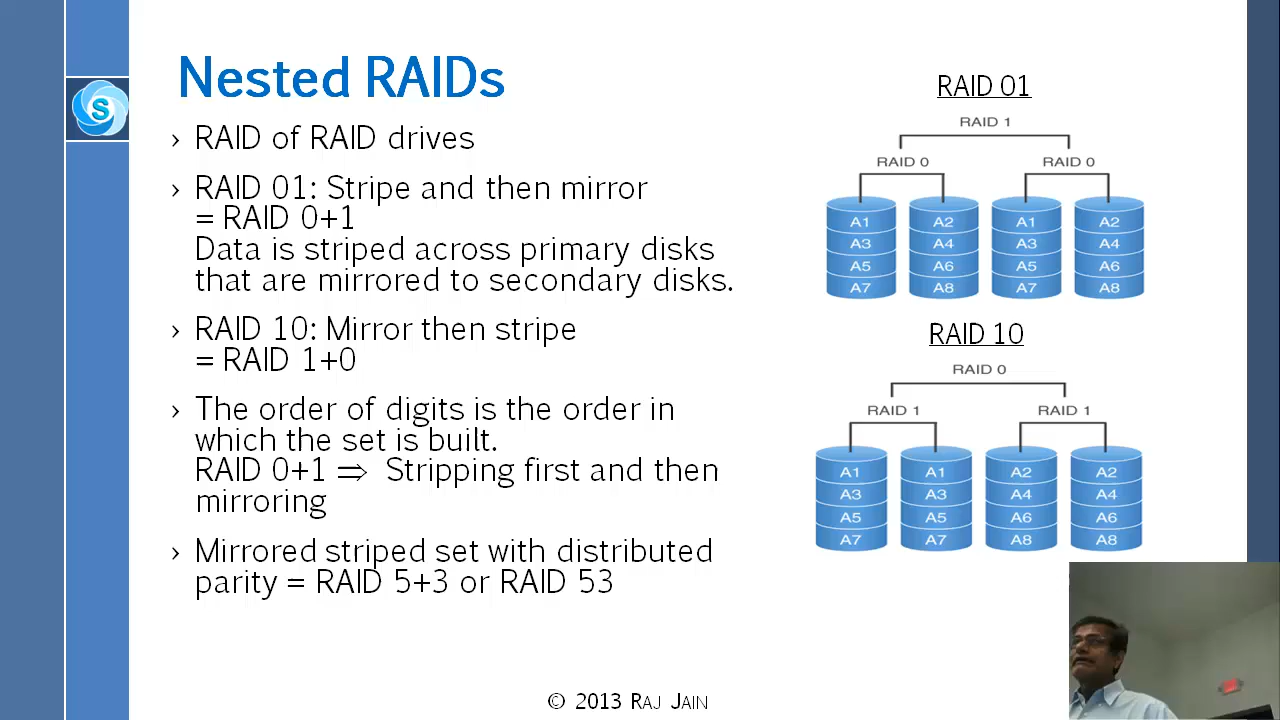 Nested RAIDs
› RAID of RAID drives
› RAID 01: Stripe and then mirror
= RAID 0+1
Data is striped across primary disks
that are mirrored to secondary disks.
› RAID 10: Mirror then stripe
= RAID 1+0
› The order of digits is the order in
which the set is built.
RAID 0+1 ⇒ Stripping first and then
mirroring
› Mirrored striped set with distributed
parity = RAID 5+3 or RAID 53
RAID 01
RAID 1
RAID 0 RAID 0
A1 A2 A1 A2
A3 A4 A3 A4
A5 A6 A5 A6
A7 A8 A7 A8
RAID 10
RAID 0
RAID 1 RAID 1
A1 A1 A2 A2
A3 A3 A4 A4
A5 A5 A6 A6
A7 A7 A8 A8
S
© 2013 RAJ JAIN